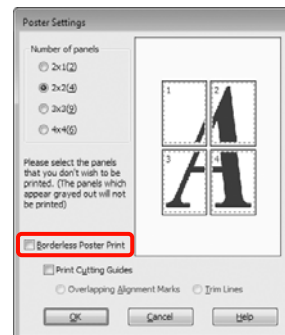 Poster Settings
Number of panels
2x1(2)
2x2(4)
3x3(9)
4x4(6)
1
2
3
4
A
Please select the panels
that you don't wish to be
printed. (The panels which
appear grayed out will not
be printed)
Borderless Poster Print
Print Cutting Guides
Overlapping Alignment Marks
Trim Lines
OK
Cancel
Help